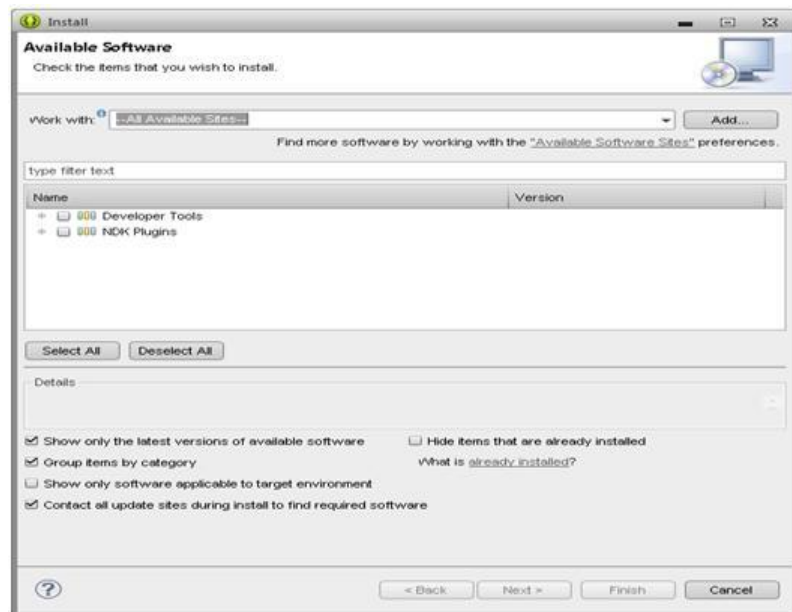 Install
Available Software
Check the items that you wish to install.
Work with: --All Available Sites-- Add...
Find more software by working with the "Available Software Sites" preferences.
type filter text
Name Version
Developer Tools
NDK Plugins
Select All Deselect All
Details
Show only the latest versions of available software Hide items that are already installed
Group items by category What is already installed?
Show only software applicable to target environment
Contact all update sites during install to find required software
? < Back Next > Finish Cancel